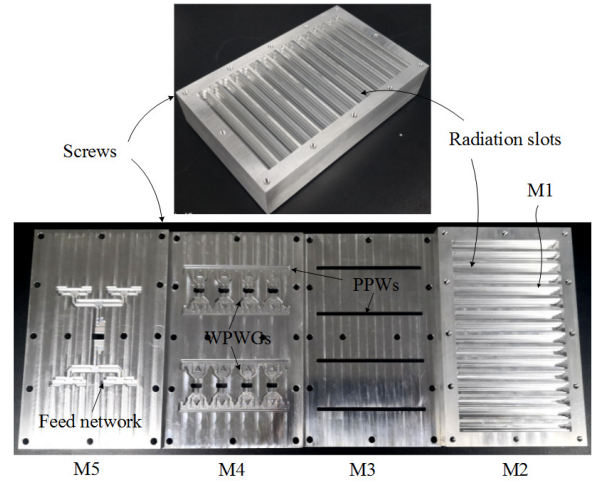 Screws
Radiation slots
M1
PPWs
WPWGs
Feed network
M5
M4
M3
M2